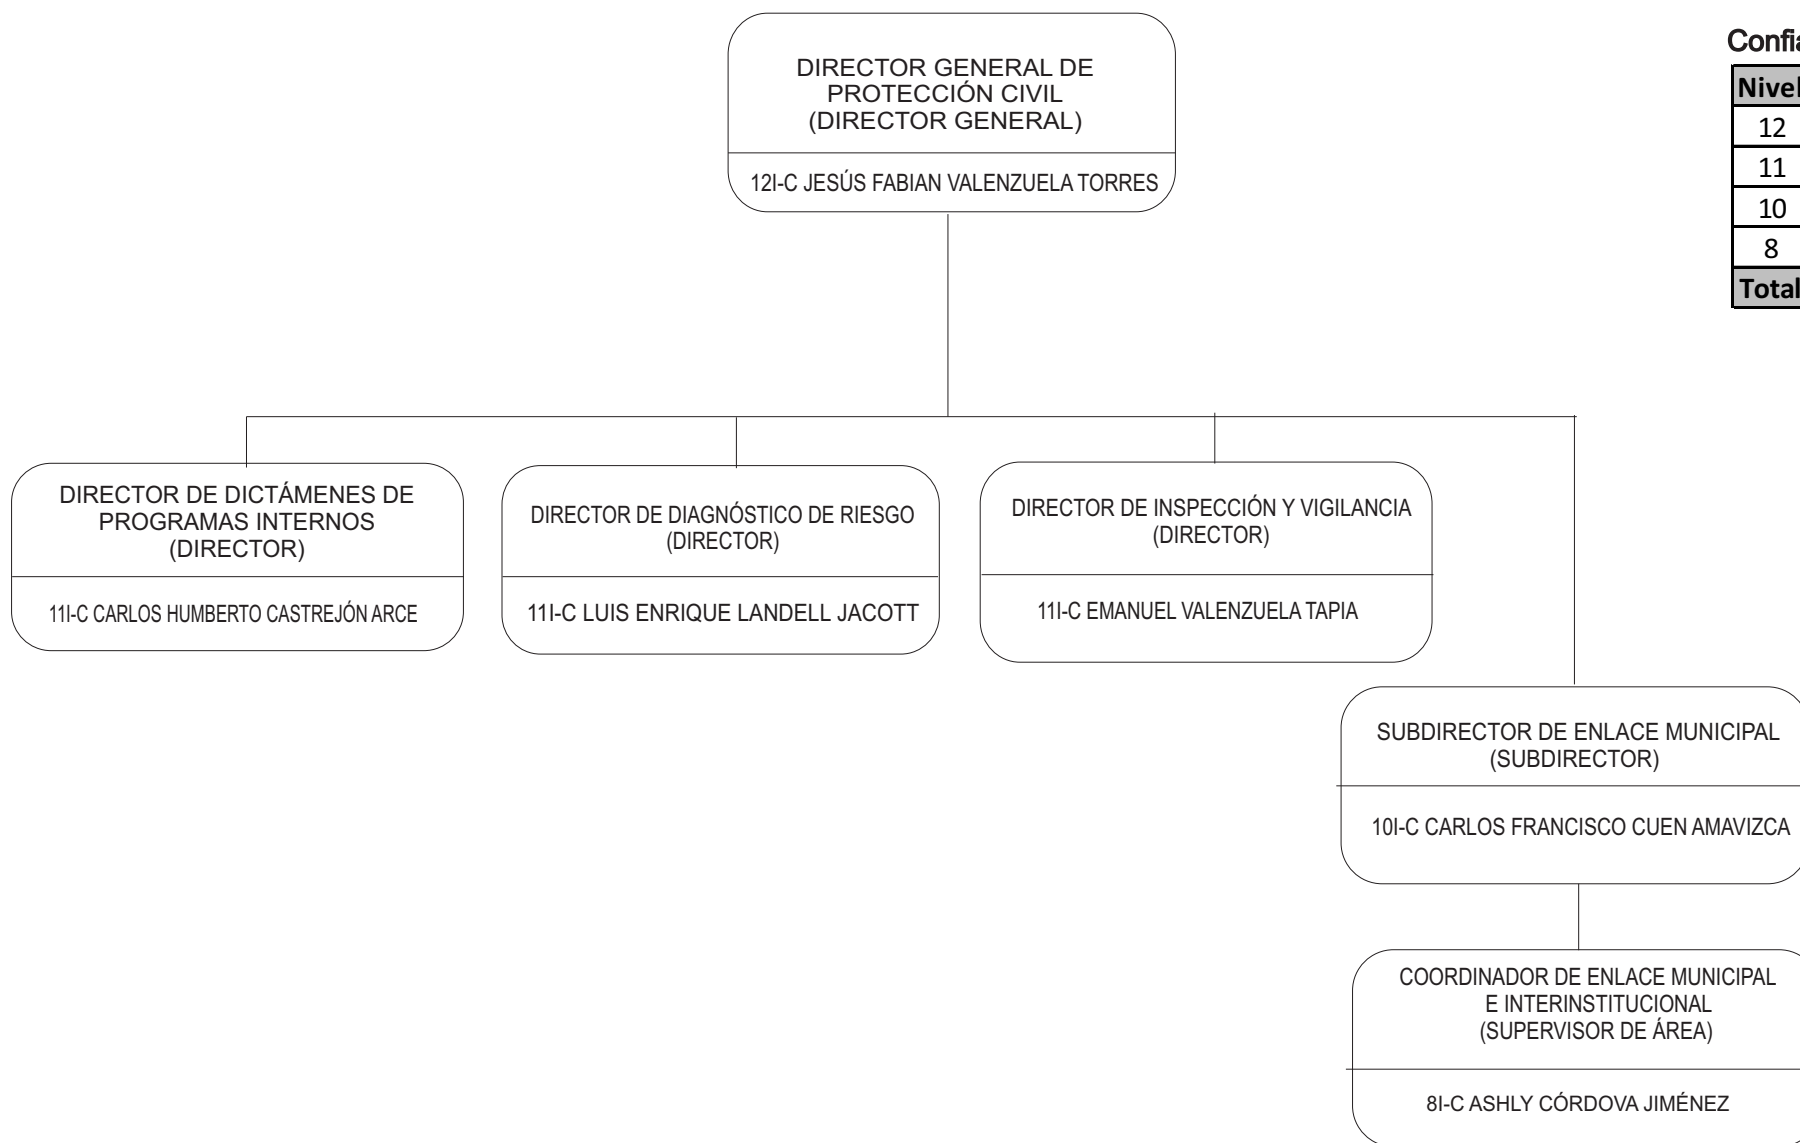 DIRECTOR GENERAL DE
PROTECCIÓN CIVIL
(DIRECTOR GENERAL)
12I-C JESÚS FABIAN VALENZUELA TORRES
Nivel
12
11
10
8
Total
DIRECTOR DE DICTÁMENES DE
PROGRAMAS INTERNOS
(DIRECTOR)
11I-C CARLOS HUMBERTO CASTREJÓN ARCE
DIRECTOR DE DIAGNÓSTICO DE RIESGO
(DIRECTOR)
11I-C LUIS ENRIQUE LANDELL JACOTT
DIRECTOR DE INSPECCIÓN Y VIGILANCIA
(DIRECTOR)
11I-C EMANUEL VALENZUELA TAPIA
SUBDIRECTOR DE ENLACE MUNICIPAL
(SUBDIRECTOR)
10I-C CARLOS FRANCISCO CUEN AMAVIZCA
COORDINADOR DE ENLACE MUNICIPAL
E INTERINSTITUCIONAL
(SUPERVISOR DE ÁREA)
8I-C ASHLY CÓRDOVA JIMÉNEZ